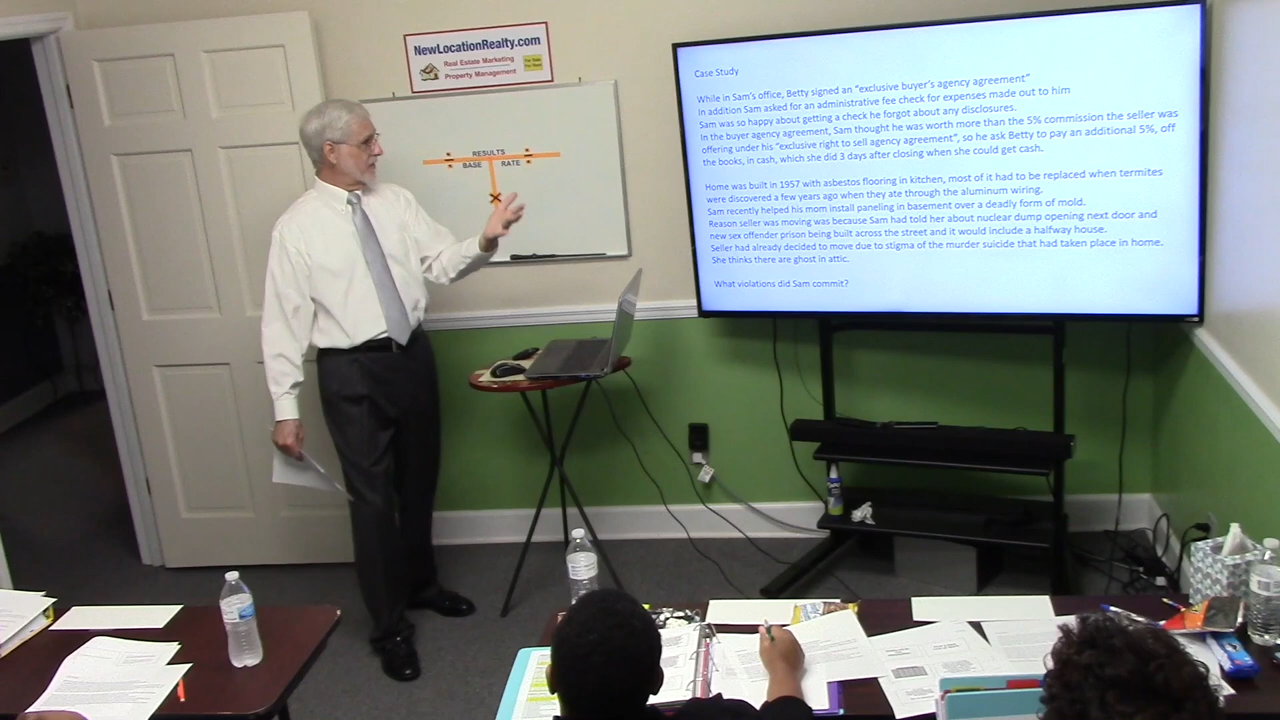 NewLocationRealty.com
Real Estate Marketing
Property Management
For Sale
RESULTS
BASE RATE
Case Study
While in Sam's office, Betty signed an "exclusive buyer's agency agreement"
In addition Sam asked for an administrative fee check for expenses made out to him
Sam was so happy about getting a check he forgot about any disclosures.
In the buyer agency agreement, Sam thought he was worth more than the 5% commission the seller was
offering under his "exclusive right to sell agency agreement", so he ask Betty to pay an additional 5%, off
the books, in cash, which she did 3 days after closing when she could get cash.
Home was built in 1957 with asbestos flooring in kitchen, most of it had to be replaced when termites
were discovered a few years ago when they ate through the aluminum wiring.
Sam recently helped his mom install paneling in basement over a deadly form of mold.
Reason seller was moving was because Sam had told her about nuclear dump opening next door and
new sex offender prison being built across the street and it would include a halfway house.
Seller had already decided to move due to stigma of the murder suicide that had taken place in home.
She thinks there are ghost in attic.
What violations did Sam commit?